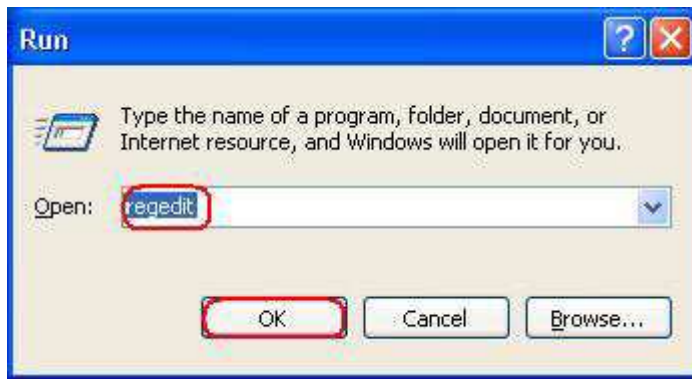 Run
Type the name of a program, folder, document, or
Internet resource, and Windows will open it for you.
Open: regedit
OK Cancel Browse...